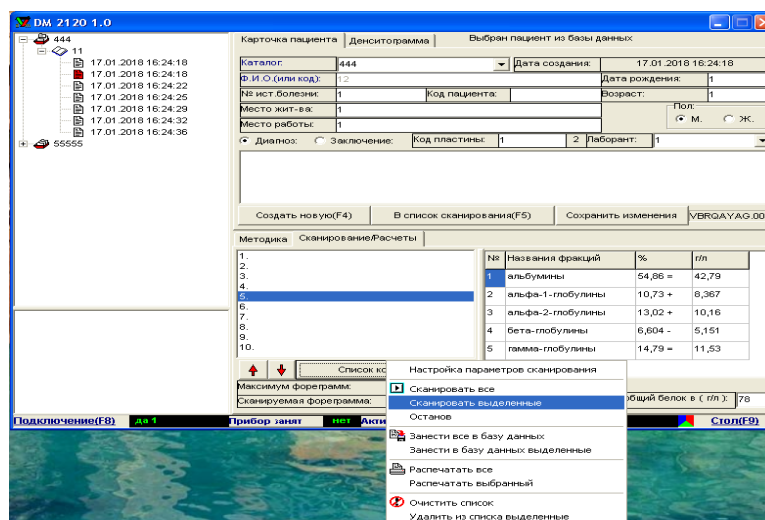 DM 2120 1.0
444
11
17.01.2018 16:24:18
17.01.2018 16:24:18
17.01.2018 16:24:22
17.01.2018 16:24:25
17.01.2018 16:24:29
17.01.2018 16:24:32
17.01.2018 16:24:36
55555
Карточка пациента Денситограмма Выбран пациент из базы данных
Каталог: 444 Дата создания: 17.01.2018 16:24:18
Ф.И.О.(или код): 12 Дата рождения: 1
№ ист.болезни: 1 Код пациента: Возраст: 1
Место жит-ва: 1 Пол:
Место работы: 1 М. Ж.
Диагноз: Заключение: Код пластины: 1 2 Лаборант: 1
Создать новую(F4) В список сканирования(F5) Сохранить изменения VBRQAYAG.00
Методика Сканирование/Расчеты
1.
2.
3.
4.
5.
6.
7.
8.
9.
10.
№ Названия фракций % г/л
1 альбумины 54,86 = 42,79
2 альфа-1-глобулины 10,73 + 8,367
3 альфа-2-глобулины 13,02 + 10,16
4 бета-глобулины 6,604 - 5,151
5 гамма-глобулины 14,79 = 11,53
Список
Максимум фореграмм:
Сканируемая фореграмма:
общий белок в ( г/л ): 78
Настройка параметров сканирования
Сканировать все
Сканировать выделенные
Останов
Занести все в базу данных
Занести в базу данных выделенные
Распечатать все
Распечатать выбранный
Очистить список
Удалить из списка выделенные
Подключение(F8) да 1 Прибор занят нет Стол(F9)